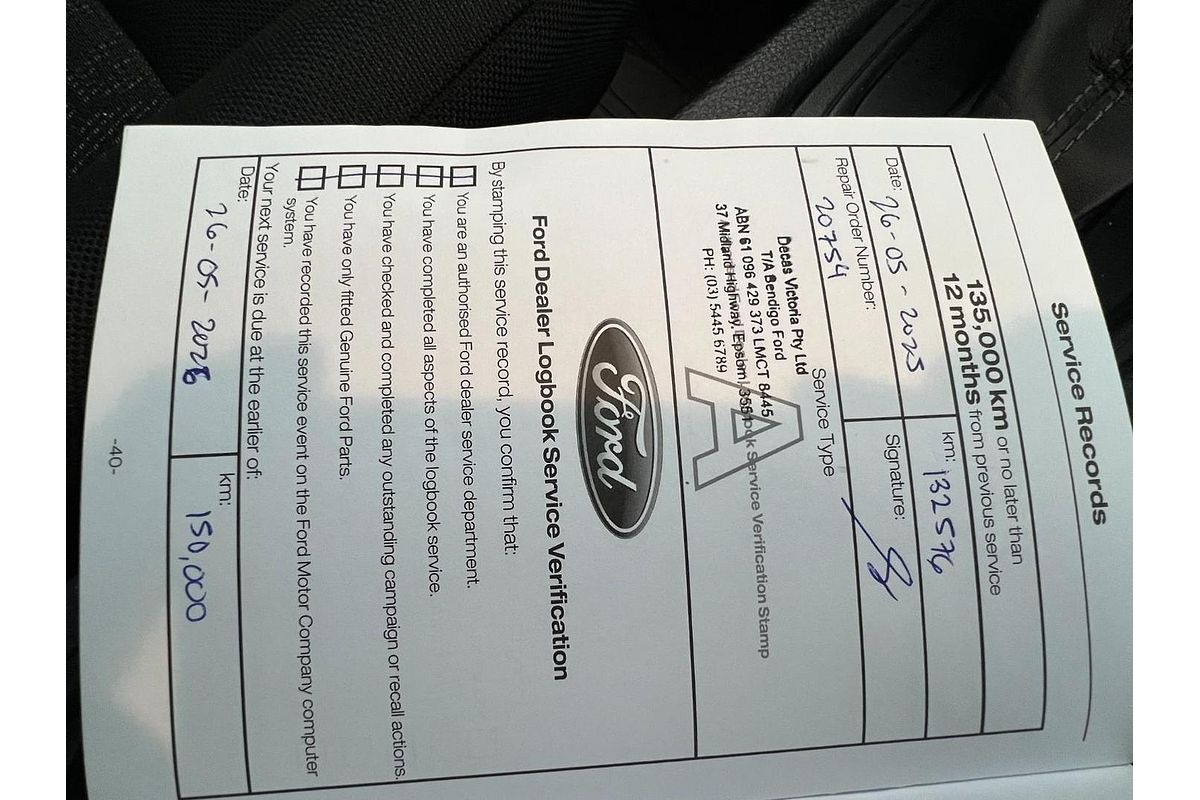 Service Records
135,000 km or no later than
12 months from previous service
Date: 26-05-2025 km: 132576
Repair Order Number: Signature:
20754
Service Type
A
Logbook Service Verification Stamp
Decas Victoria Pty Ltd
T/A Bendigo Ford
ABN 61 096 429 373 LMCT 8445
37 Midland Highway, Epsom 3551
PH: (03) 5445 6789
Ford
Ford Dealer Logbook Service Verification
By stamping this service record, you confirm that:
You are an authorised Ford dealer service department.
You have completed all aspects of the logbook service.
You have checked and completed any outstanding campaign or recall actions.
You have only fitted Genuine Ford Parts.
You have recorded this service event on the Ford Motor Company computer
system.
Your next service is due at the earlier of:
Date: km:
26-05-2026 150,000
-40-